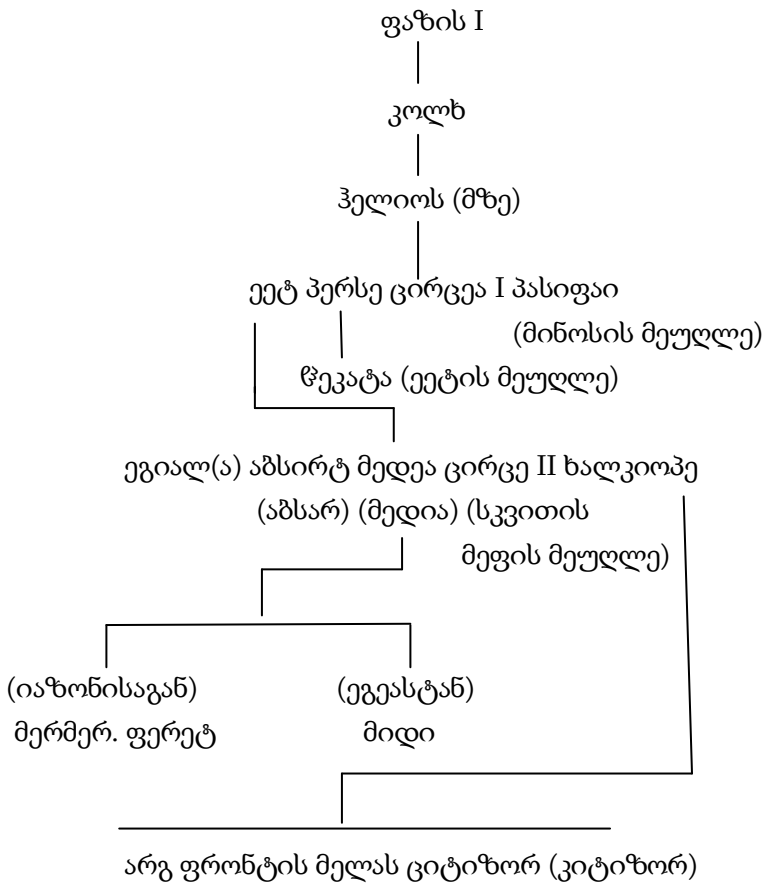 ფაზის I
კოლხ
ჰელიოს (მზე)
ეეტ პერსე ცირცეა I პასიფაი
(მინოსის მეუღლე)
ჵეკატა (ეეტის მეუღლე)
ეგიალ(ა) აბსირტ მედეა ცირცე II ხალკიოპე
(აბსარ) (მედია) (სკვითის
მეფის მეუღლე)
(იაზონისაგან) (ეგეასტან)
მერმერ. ფერეტ მიდი
არგ ფრონტის მელას ციტიზორ (კიტიზორ)